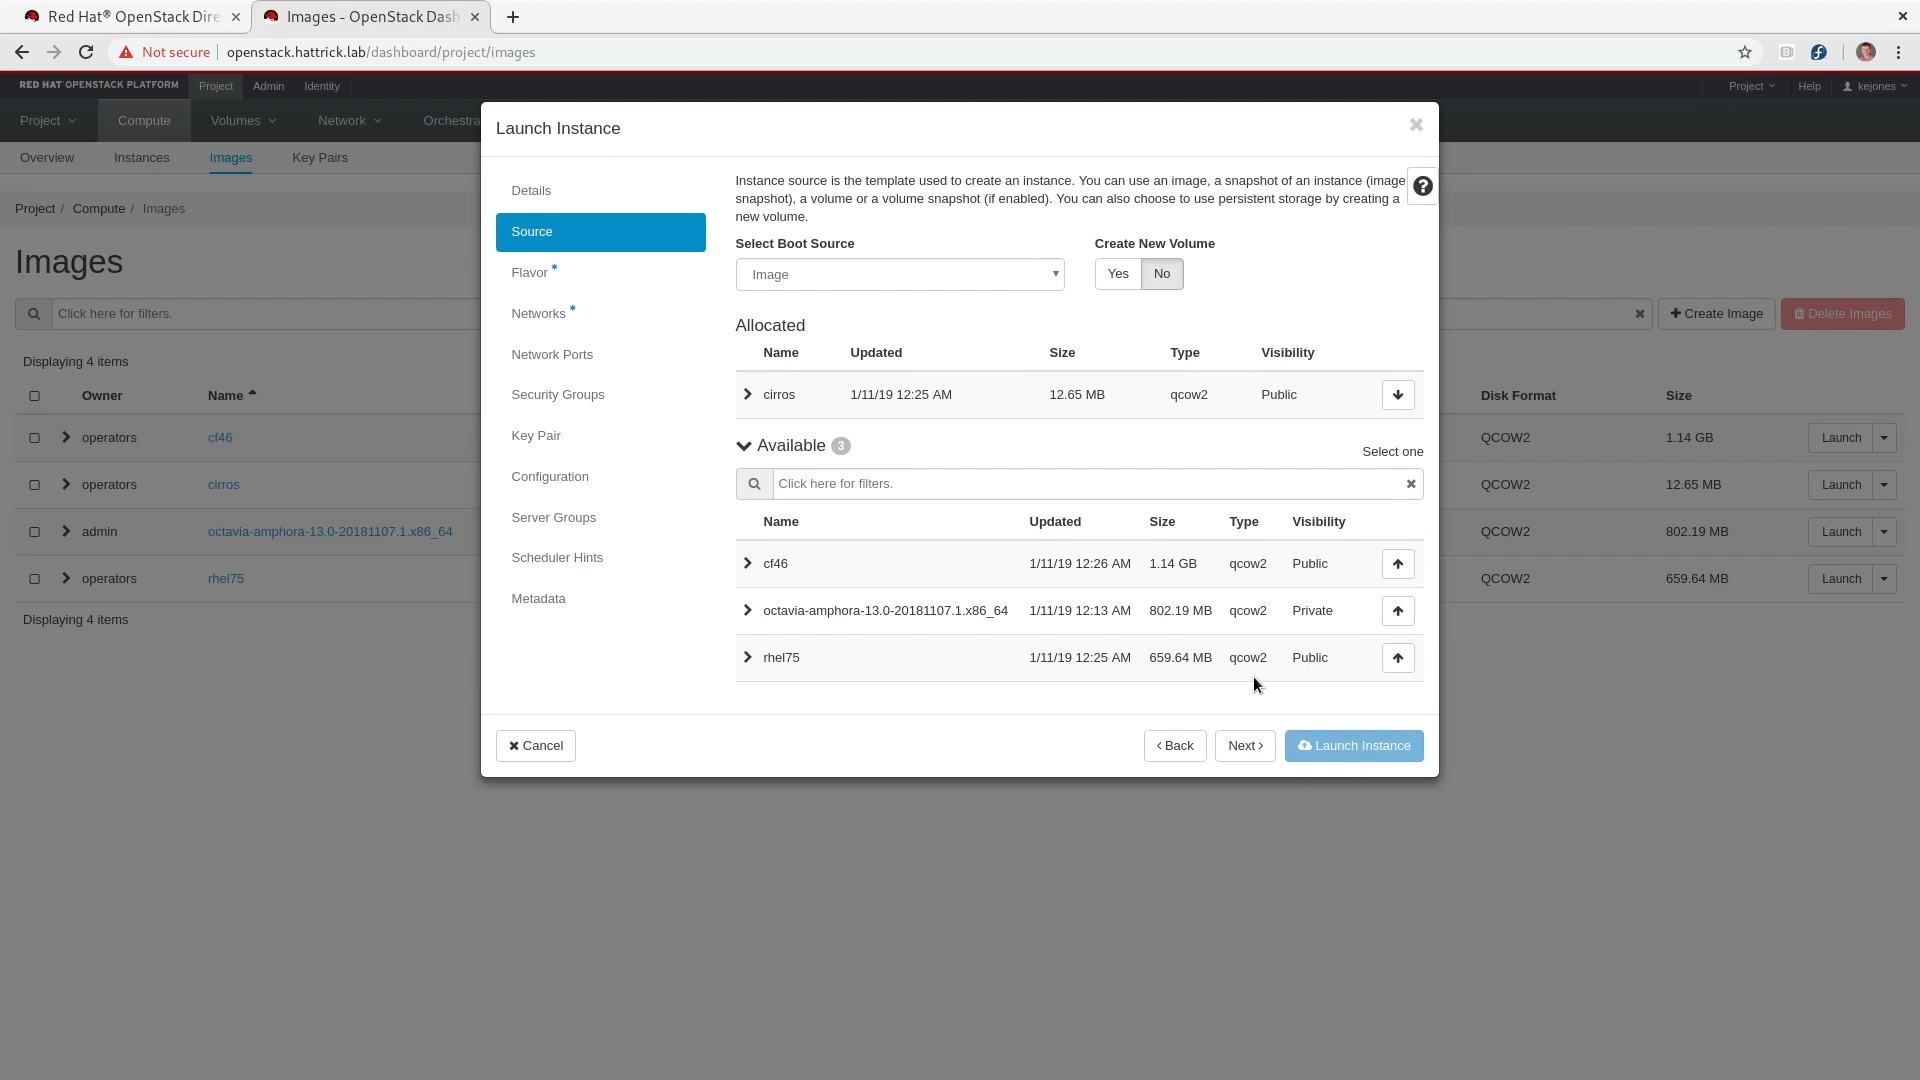 Red Hat® OpenStack Dire
Images - OpenStack Dash
Not secure
openstack.hattrick.lab/dashboard/project/images
RED HAT OPENSTACK PLATFORM Project Admin Identity
Project Help kejones
Project Compute Volumes Network Orchestra
Overview Instances Images Key Pairs
Project / Compute / Images
Images
Click here for filters.
Create Image Delete Images
Displaying 4 items
Owner Name Disk Format Size
operators cf46 QCOW2 1.14 GB Launch
operators cirros QCOW2 12.65 MB Launch
admin octavia-amphora-13.0-20181107.1.x86_64 QCOW2 802.19 MB Launch
operators rhel75 QCOW2 659.64 MB Launch
Displaying 4 items
Launch Instance
Details
Source
Flavor *
Networks *
Network Ports
Security Groups
Key Pair
Configuration
Server Groups
Scheduler Hints
Metadata
Instance source is the template used to create an instance. You can use an image, a snapshot of an instance (image
snapshot), a volume or a volume snapshot (if enabled). You can also choose to use persistent storage by creating a
new volume.
Select Boot Source Create New Volume
Image Yes No
Allocated
Name Updated Size Type Visibility
cirros 1/11/19 12:25 AM 12.65 MB qcow2 Public
Available 3
Select one
Click here for filters.
Name Updated Size Type Visibility
cf46 1/11/19 12:26 AM 1.14 GB qcow2 Public
octavia-amphora-13.0-20181107.1.x86_64 1/11/19 12:13 AM 802.19 MB qcow2 Private
rhel75 1/11/19 12:25 AM 659.64 MB qcow2 Public
Cancel ‹ Back Next › Launch Instance